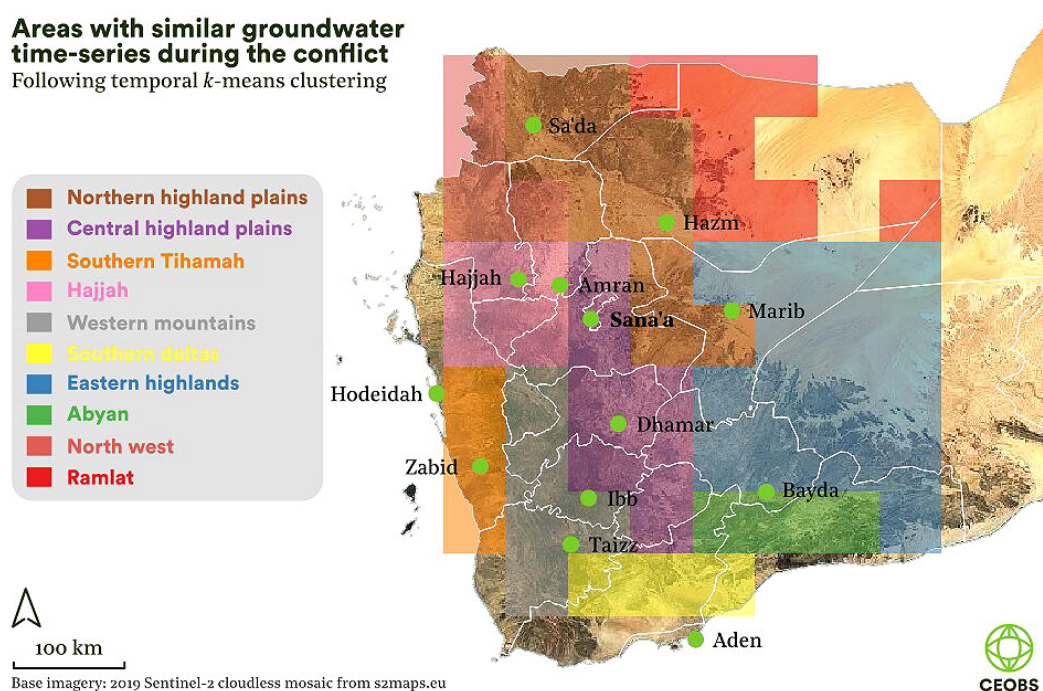 Areas with similar groundwater
time-series during the conflict
Following temporal k-means clustering
Northern highland plains
Central highland plains
Southern Tihamah
Hajjah
Western mountains
Southern deltas
Eastern highlands
Abyan
North west
Ramlat
Sa'da
Hazm
Hajjah
Amran
Marib
Sana'a
Hodeidah
Dhamar
Zabid
Bayda
Ibb
Taizz
Aden
100 km
Base imagery: 2019 Sentinel-2 cloudless mosaic from s2maps.eu
CEOBS